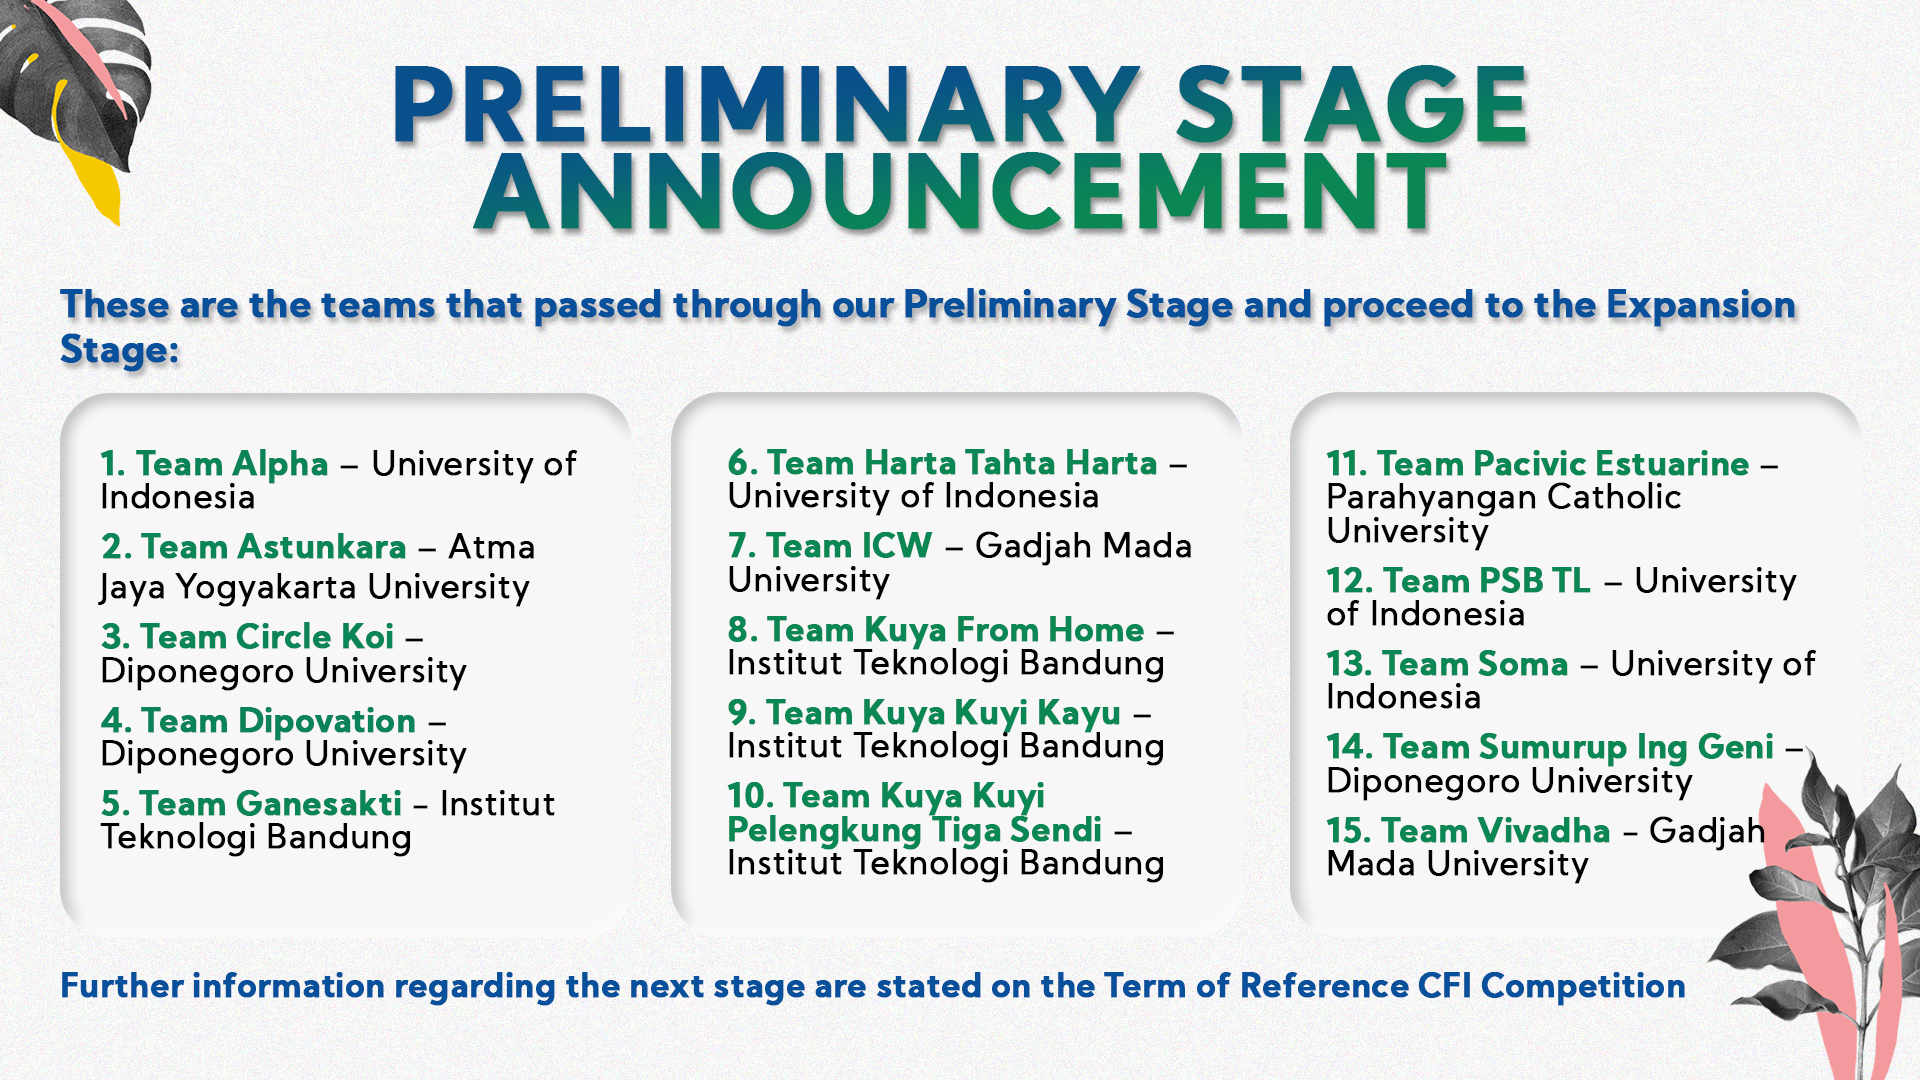 PRELIMINARY STAGE
ANNOUNCEMENT
These are the teams that passed through our Preliminary Stage and proceed to the Expansion
Stage:
1. Team Alpha – University of
Indonesia
2. Team Astunkara – Atma
Jaya Yogyakarta University
3. Team Circle Koi –
Diponegoro University
4. Team Dipovation –
Diponegoro University
5. Team Ganesakti – Institut
Teknologi Bandung
6. Team Harta Tahta Harta –
University of Indonesia
7. Team ICW – Gadjah Mada
University
8. Team Kuya From Home –
Institut Teknologi Bandung
9. Team Kuya Kuyi Kayu –
Institut Teknologi Bandung
10. Team Kuya Kuyi
Pelengkung Tiga Sendi –
Institut Teknologi Bandung
11. Team Pacivic Estuarine –
Parahyangan Catholic
University
12. Team PSB TL – University
of Indonesia
13. Team Soma – University of
Indonesia
14. Team Sumurup Ing Geni –
Diponegoro University
15. Team Vivadha – Gadjah
Mada University
Further information regarding the next stage are stated on the Term of Reference CFI Competition